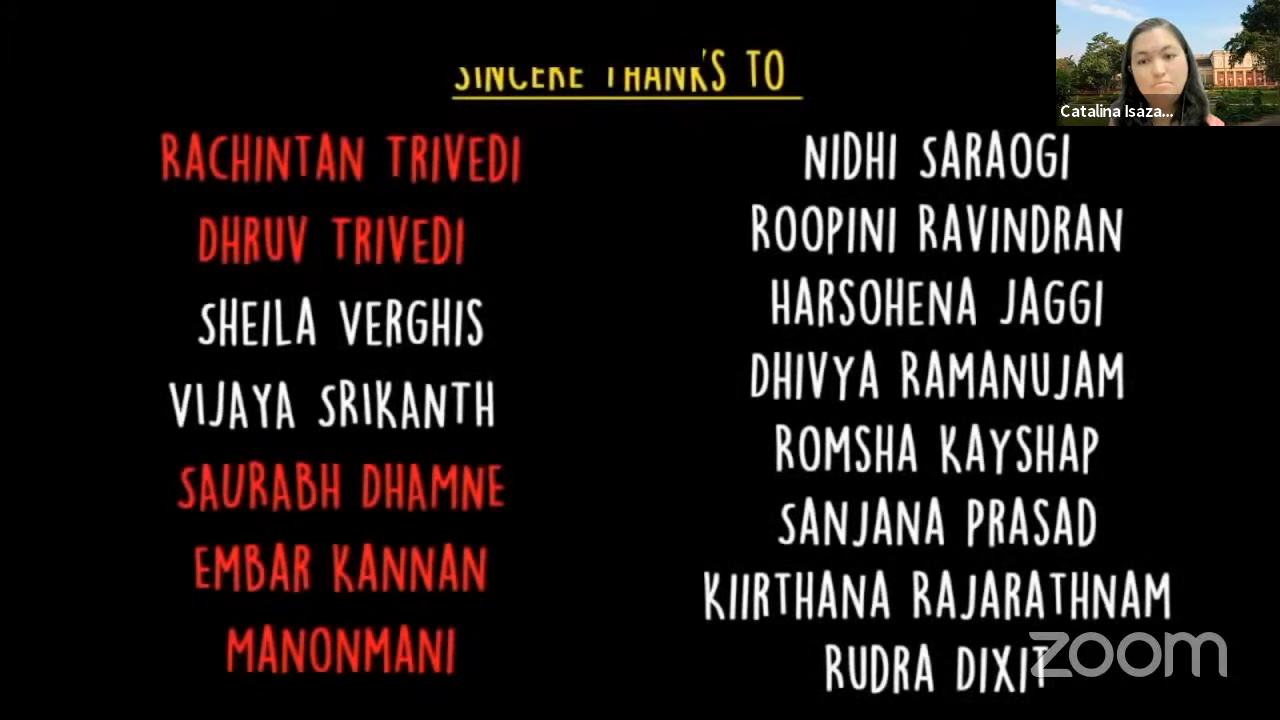 SINCERE THANKS TO
RACHINTAN TRIVEDI
DHRUV TRIVEDI
SHEILA VERGHIS
VIJAYA SRIKANTH
SAURABH DHAMNE
EMBAR KANNAN
MANONMANI
NIDHI SARAOGI
ROOPINI RAVINDRAN
HARSOHENA JAGGI
DHIVYA RAMANUJAM
ROMSHA KAYSHAP
SANJANA PRASAD
KIIRTHANA RAJARATHNAM
RUDRA DIXIT
Catalina Isaza...
zoom